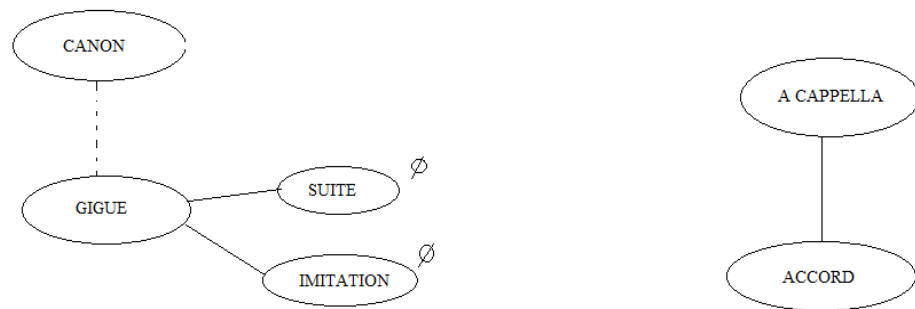 CANON
A CAPPELLA
SUITE
∅
GIGUE
∅
IMITATION
ACCORD